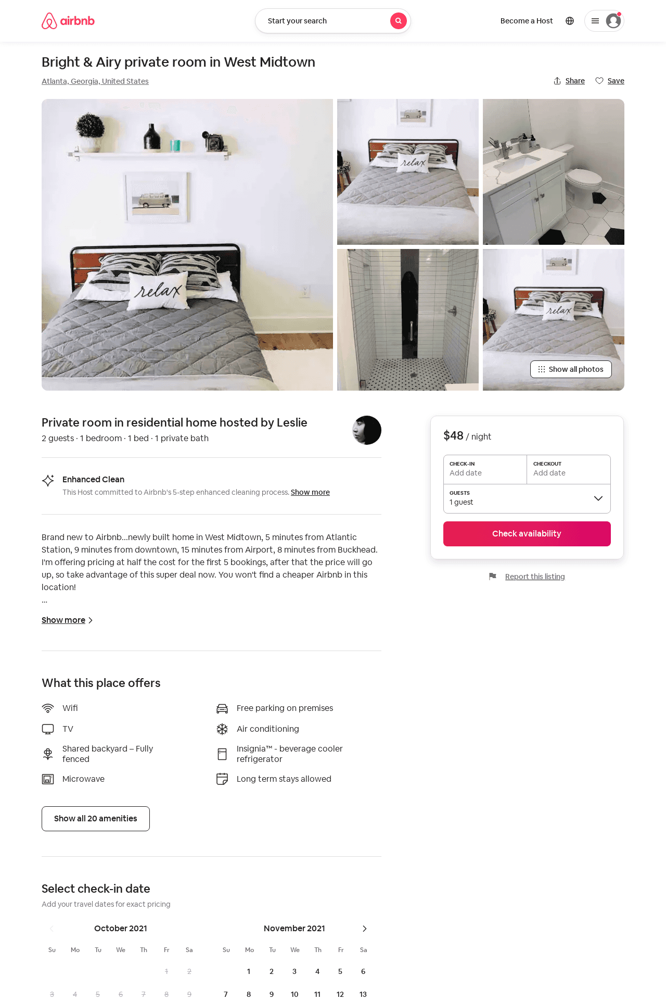 airbnb
Start your search
Become a Host
Bright & Airy private room in West Midtown
Atlanta, Georgia, United States
Share
Save
relax
relax
relax
Show all photos
Private room in residential home hosted by Leslie
2 guests · 1 bedroom · 1 bed · 1 private bath
Enhanced Clean
This Host committed to Airbnb's 5-step enhanced cleaning process. Show more
Brand new to Airbnb...newly built home in West Midtown, 5 minutes from Atlantic
Station, 9 minutes from downtown, 15 minutes from Airport, 8 minutes from Buckhead.
I'm offering pricing at half the cost for the first 5 bookings, after that the price will go
up, so take advantage of this super deal now. You won't find a cheaper Airbnb in this
location!
...
Show more
$48 / night
CHECK-IN
Add date
CHECKOUT
Add date
GUESTS
1 guest
Check availability
Report this listing
What this place offers
Wifi
Free parking on premises
TV
Air conditioning
Shared backyard – Fully
fenced
Insignia™ - beverage cooler
refrigerator
Microwave
Long term stays allowed
Show all 20 amenities
Select check-in date
Add your travel dates for exact pricing
October 2021
Su Mo Tu We Th Fr Sa
1 2
3 4 5 6 7 8 9
November 2021
Su Mo Tu We Th Fr Sa
1 2 3 4 5 6
7 8 9 10 11 12 13